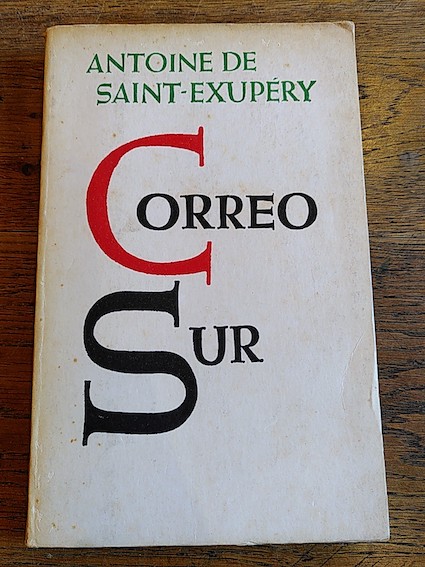 ANTOINE DE
SAINT-EXUPÉRY
CORREO
SUR